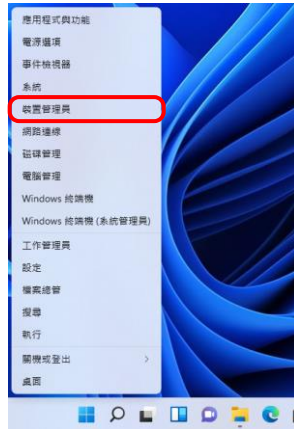 應用程式與功能
電源選項
事件檢視器
系統
裝置管理員
網路連線
磁碟管理
電腦管理
Windows 終端機
Windows 終端機 (系統管理員)
工作管理員
設定
檔案總管
搜尋
執行
關機或登出
桌面